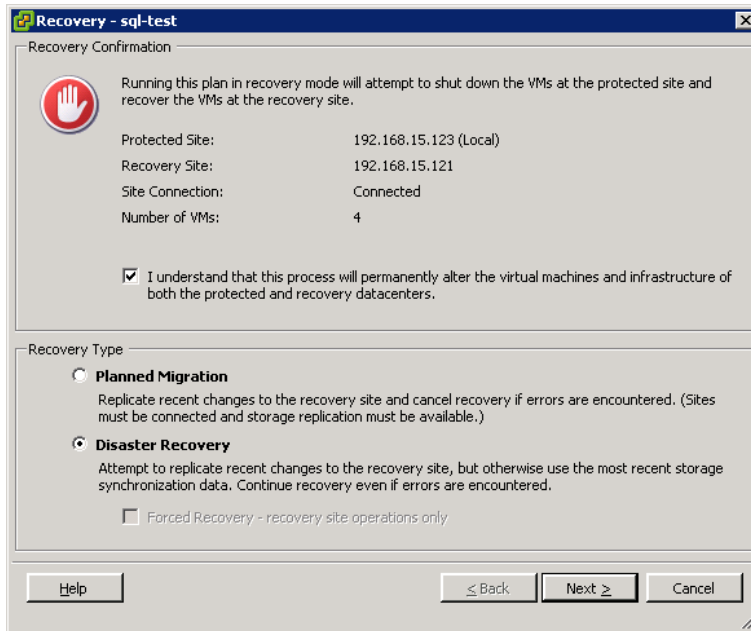 Recovery - sql-test
Recovery Confirmation
Running this plan in recovery mode will attempt to shut down the VMs at the protected site and
recover the VMs at the recovery site.
Protected Site: 192.168.15.123 (Local)
Recovery Site: 192.168.15.121
Site Connection: Connected
Number of VMs: 4
I understand that this process will permanently alter the virtual machines and infrastructure of
both the protected and recovery datacenters.
Recovery Type
Planned Migration
Replicate recent changes to the recovery site and cancel recovery if errors are encountered. (Sites
must be connected and storage replication must be available.)
Disaster Recovery
Attempt to replicate recent changes to the recovery site, but otherwise use the most recent storage
synchronization data. Continue recovery even if errors are encountered.
Forced Recovery - recovery site operations only
Help
< Back
Next >
Cancel